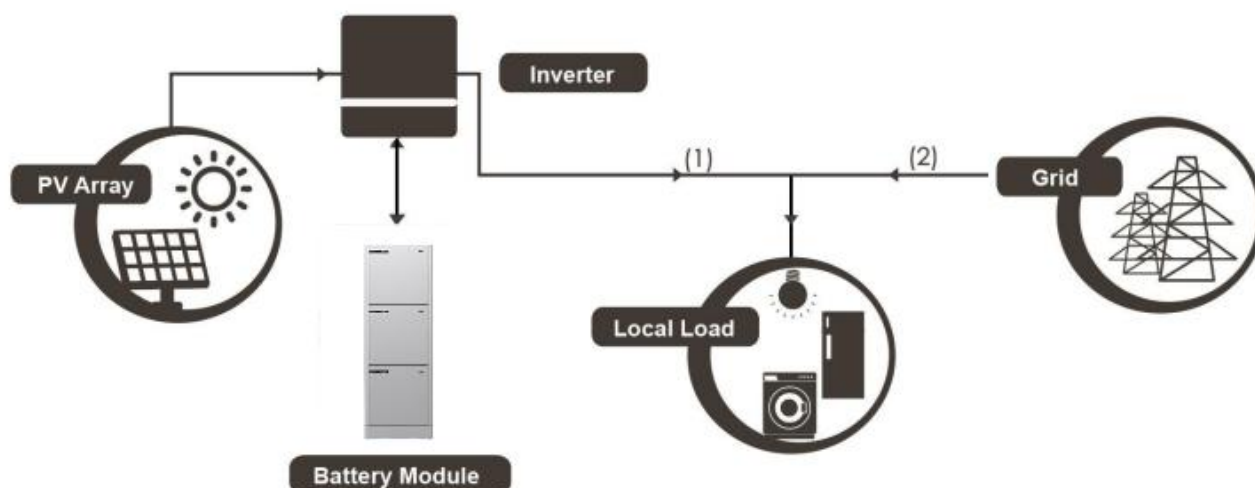 Inverter
(1)
(2)
PV Array
Grid
Local Load
Battery Module